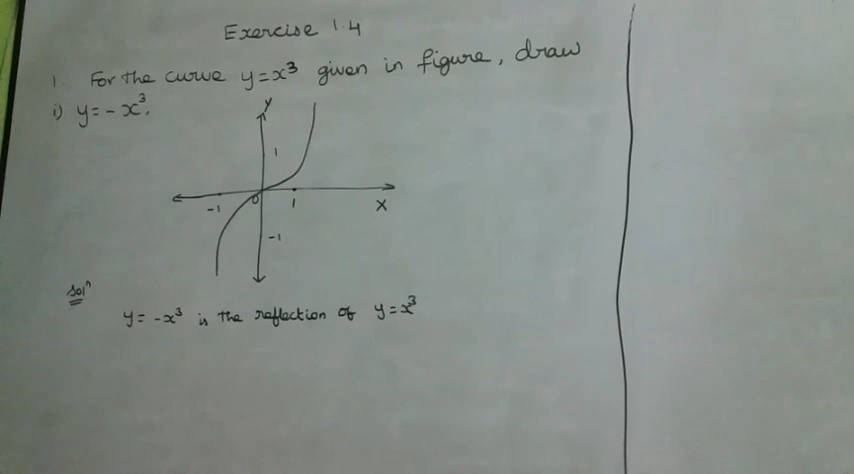 Exercise 1.4
1. For the curve y=x³ given in figure, draw
i) y=-x³.
y
1
-1 0 1 X
-1
Solⁿ
y=-x³ is the reflection of y=x³